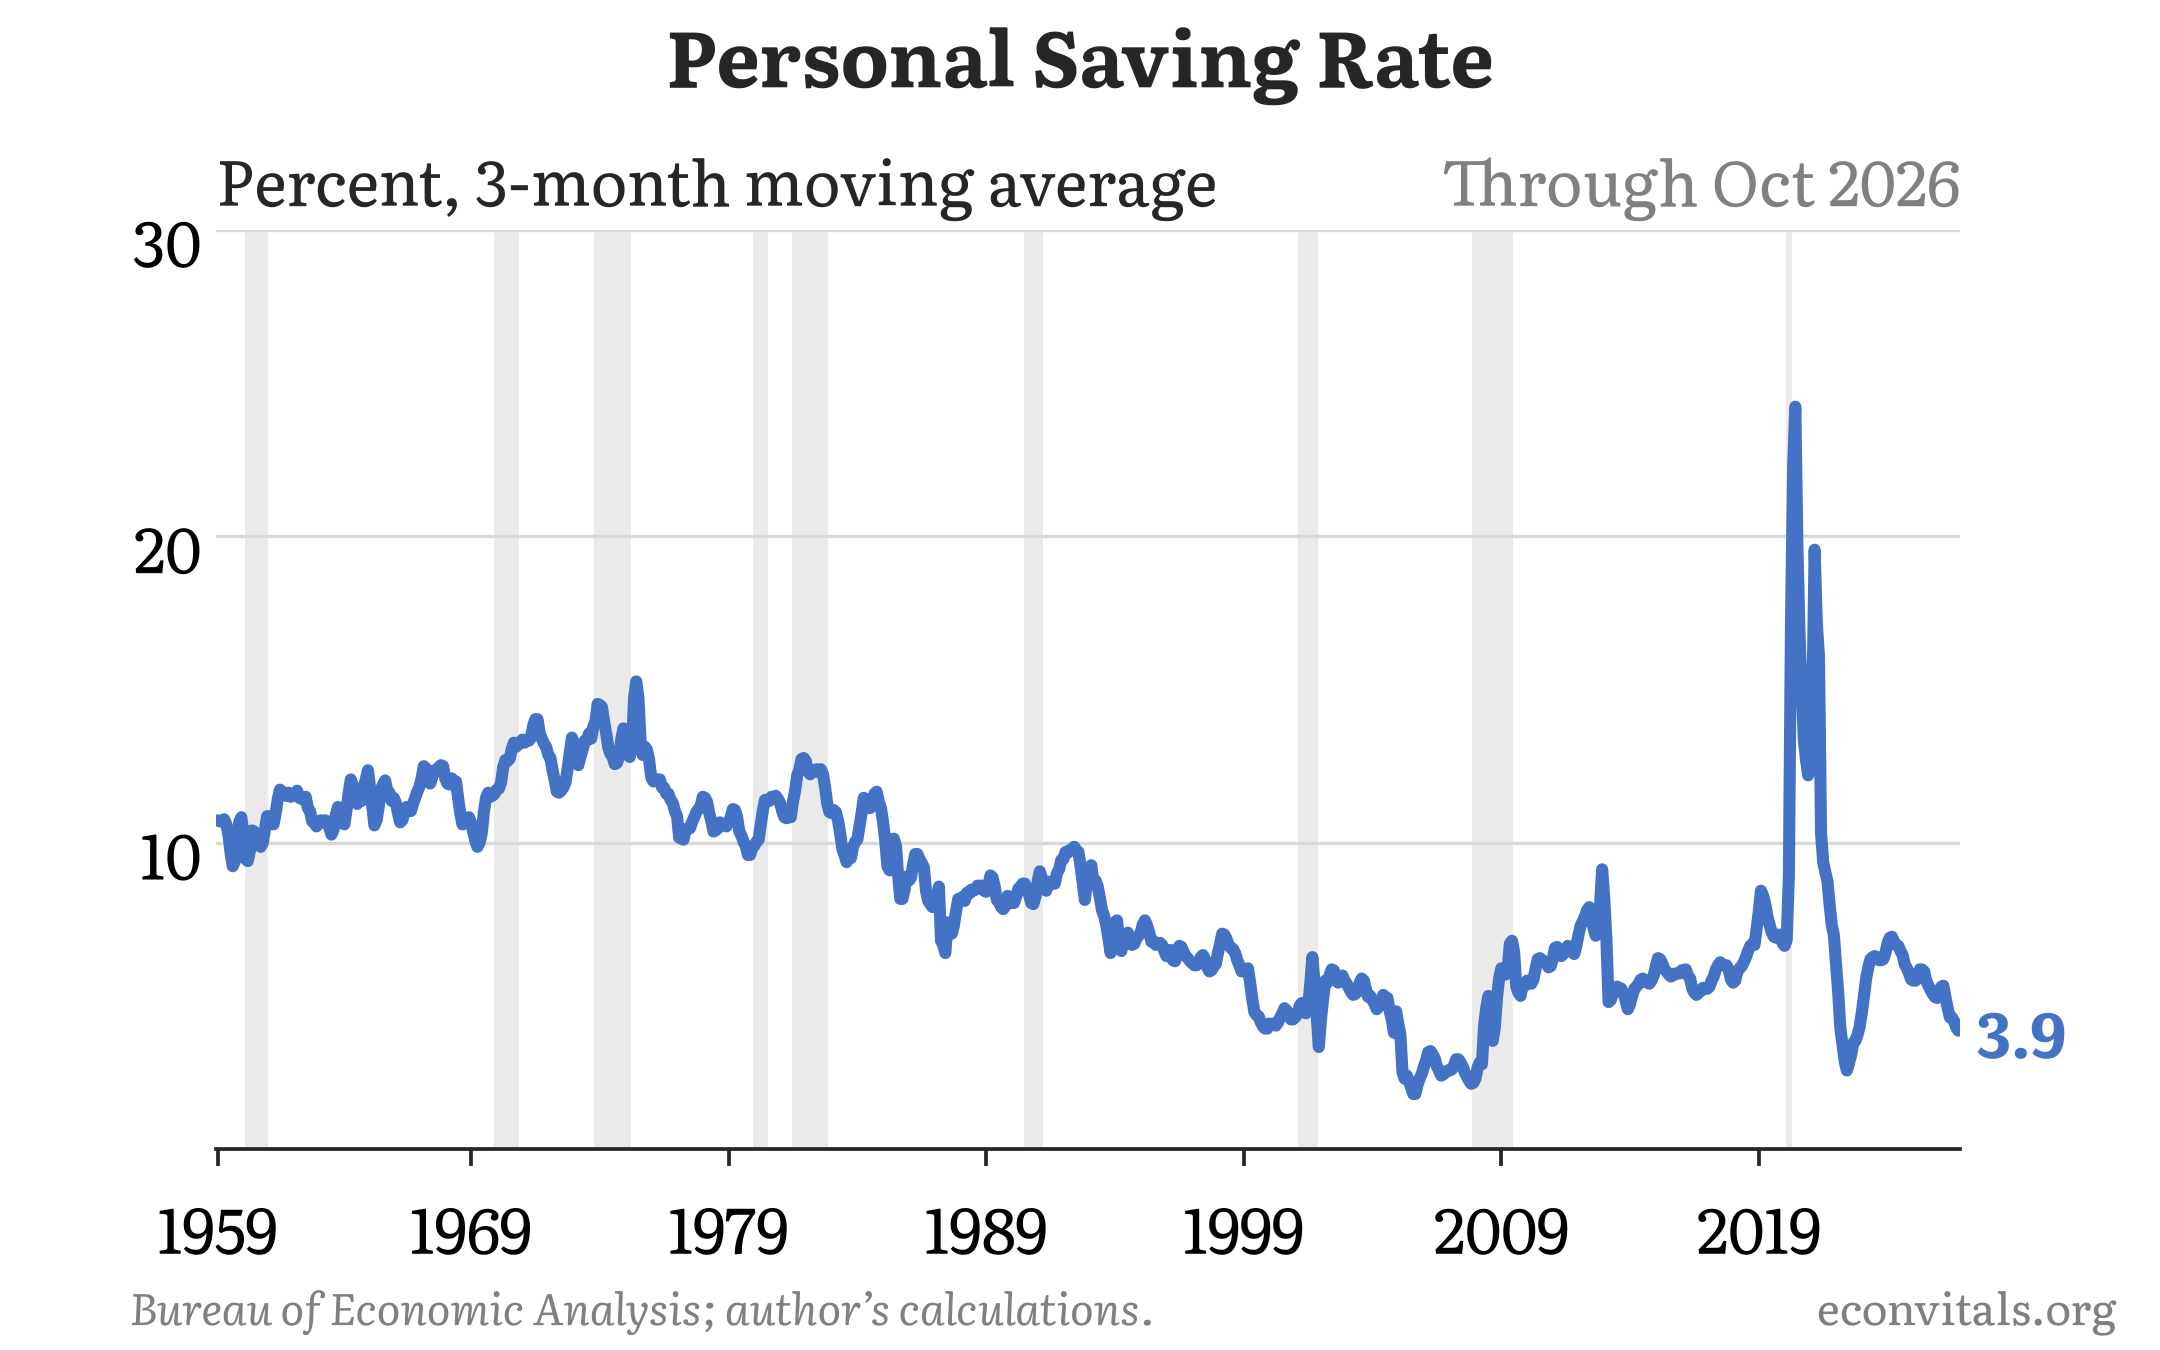 Personal Saving Rate
Percent, 3-month moving average
Through Oct 2026
30
20
10
3.9
1959 1969 1979 1989 1999 2009 2019
Bureau of Economic Analysis; author's calculations.
econvitals.org